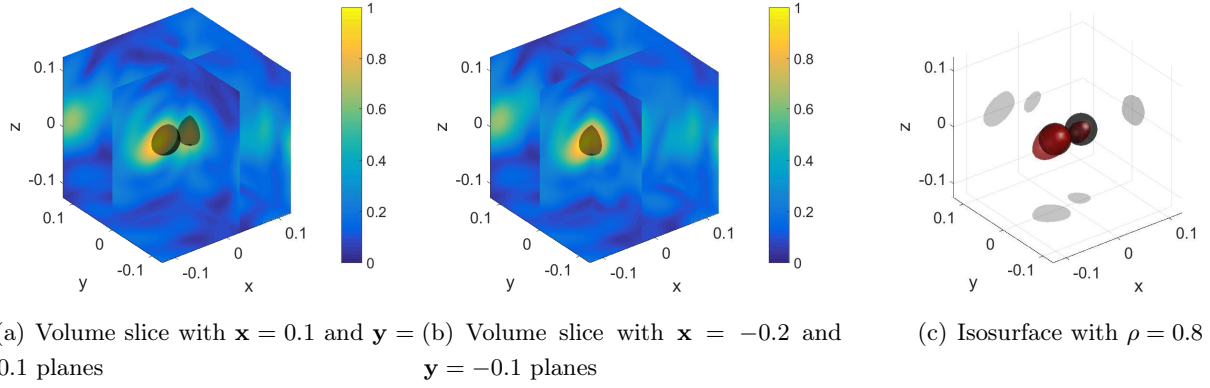 1
0.8
0.6
0.4
0.2
0
0.1
0
-0.1
z
0.1
0
-0.1
y
-0.1
0
0.1
x
1
0.8
0.6
0.4
0.2
0
0.1
0
-0.1
z
0.1
0
-0.1
y
-0.1
0
0.1
x
0.1
0
-0.1
z
0.1
0
-0.1
y
-0.1
0
0.1
x
a) Volume slice with x = 0.1 and y =
0.1 planes
(b) Volume slice with x = −0.2 and
y = −0.1 planes
(c) Isosurface with ρ = 0.8